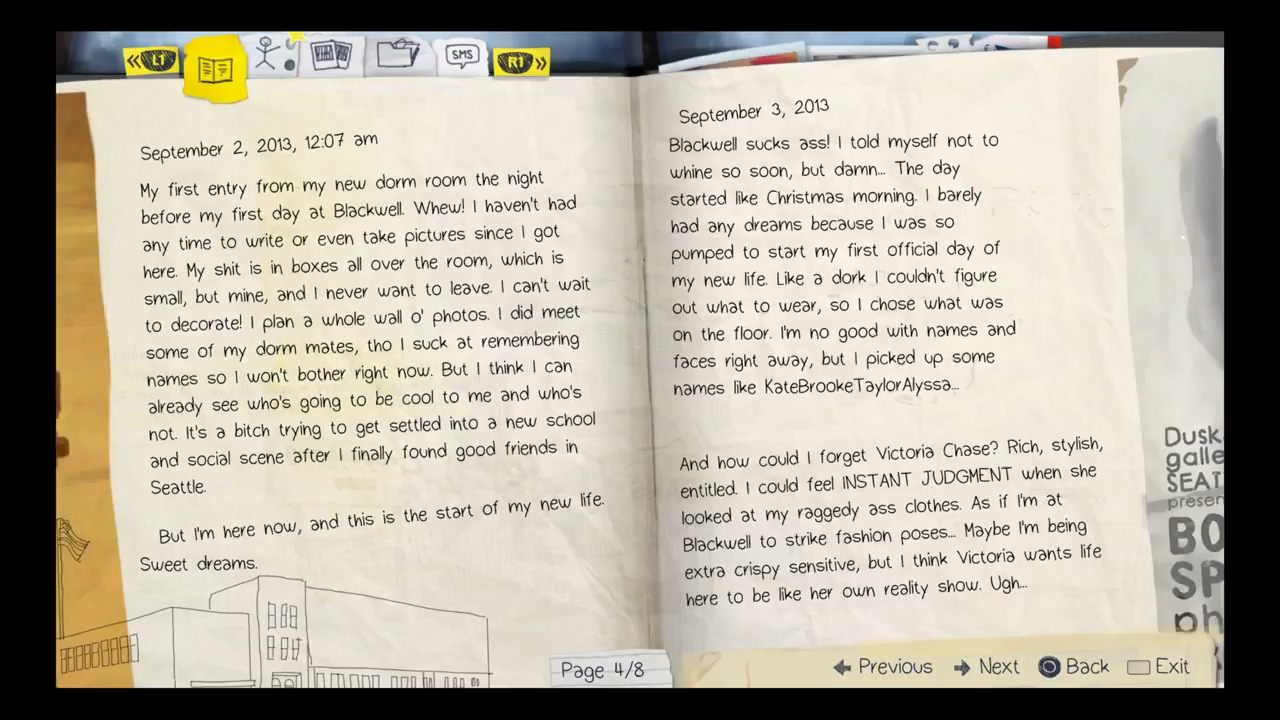 L1
SMS
R1
September 2, 2013, 12:07 am
My first entry from my new dorm room the night
before my first day at Blackwell. Whew! I haven't had
any time to write or even take pictures since I got
here. My shit is in boxes all over the room, which is
small, but mine, and I never want to leave. I can't wait
to decorate! I plan a whole wall o' photos. I did meet
some of my dorm mates, tho I suck at remembering
names so I won't bother right now. But I think I can
already see who's going to be cool to me and who's
not. It's a bitch trying to get settled into a new school
and social scene after I finally found good friends in
Seattle.
But I'm here now, and this is the start of my new life.
Sweet dreams.
September 3, 2013
Blackwell sucks ass! I told myself not to
whine so soon, but damn... The day
started like Christmas morning. I barely
had any dreams because I was so
pumped to start my first official day of
my new life. Like a dork I couldn't figure
out what to wear, so I chose what was
on the floor. I'm no good with names and
faces right away, but I picked up some
names like KateBrookeTaylorAlyssa...
And how could I forget Victoria Chase? Rich, stylish,
entitled. I could feel INSTANT JUDGMENT when she
looked at my raggedy ass clothes. As if I'm at
Blackwell to strike fashion poses... Maybe I'm being
extra crispy sensitive, but I think Victoria wants life
here to be like her own reality show. Ugh...
Dusk
galle
SEAT
presen
BO
SP
ph
Page 4/8
Previous
Next
Back
Exit